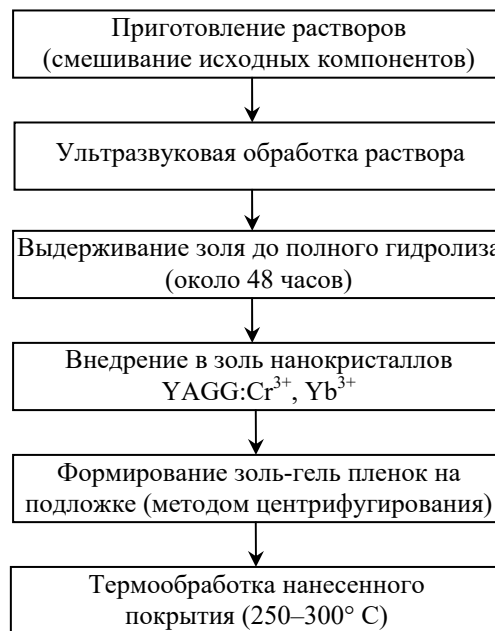 Приготовление растворов
(смешивание исходных компонентов)
Ультразвуковая обработка раствора
Выдерживание золя до полного гидролиза
(около 48 часов)
Внедрение в золь нанокристаллов
YAGG:Cr³⁺, Yb³⁺
Формирование золь-гель пленок на
подложке (методом центрифугирования)
Термообработка нанесенного
покрытия (250–300° С)